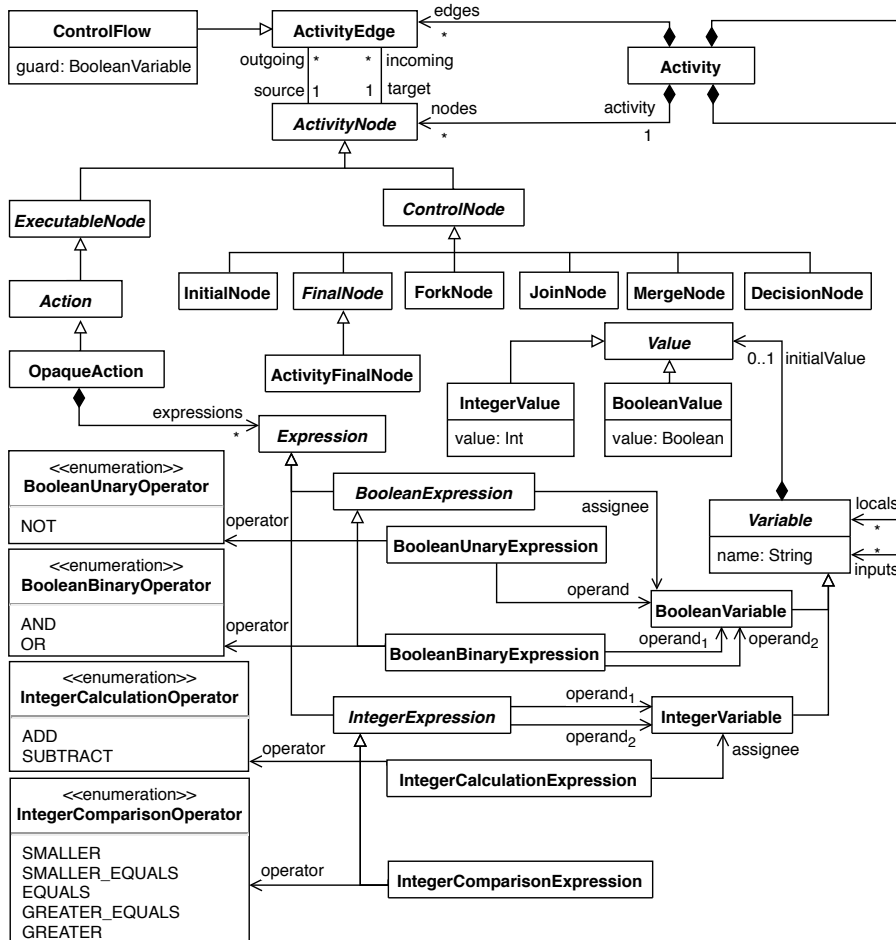 ControlFlow
guard: BooleanVariable
ActivityEdge
edges
*
Activity
outgoing
*
*
incoming
source
1
1
target
nodes
*
activity
1
ActivityNode
ExecutableNode
ControlNode
InitialNode
FinalNode
ForkNode
JoinNode
MergeNode
DecisionNode
Action
OpaqueAction
ActivityFinalNode
Value
0..1
initialValue
IntegerValue
value: Int
BooleanValue
value: Boolean
expressions
*
Expression
<<enumeration>>
BooleanUnaryOperator
NOT
operator
BooleanExpression
assignee
Variable
name: String
locals
*
*
inputs
BooleanUnaryExpression
operand
<<enumeration>>
BooleanBinaryOperator
AND
OR
operator
BooleanVariable
operand1
operand2
BooleanBinaryExpression
<<enumeration>>
IntegerCalculationOperator
ADD
SUBTRACT
operator
IntegerExpression
operand1
operand2
IntegerVariable
assignee
IntegerCalculationExpression
<<enumeration>>
IntegerComparisonOperator
SMALLER
SMALLER_EQUALS
EQUALS
GREATER_EQUALS
GREATER
operator
IntegerComparisonExpression